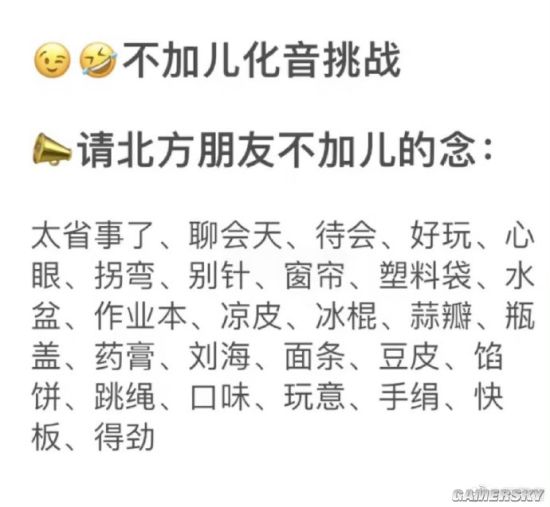 😉🤣不加儿化音挑战
📣请北方朋友不加儿的念：
太省事了、聊会天、待会、好玩、心
眼、拐弯、别针、窗帘、塑料袋、水
盆、作业本、凉皮、冰棍、蒜瓣、瓶
盖、药膏、刘海、面条、豆皮、馅
饼、跳绳、口味、玩意、手绢、快
板、得劲
GAMERSKY